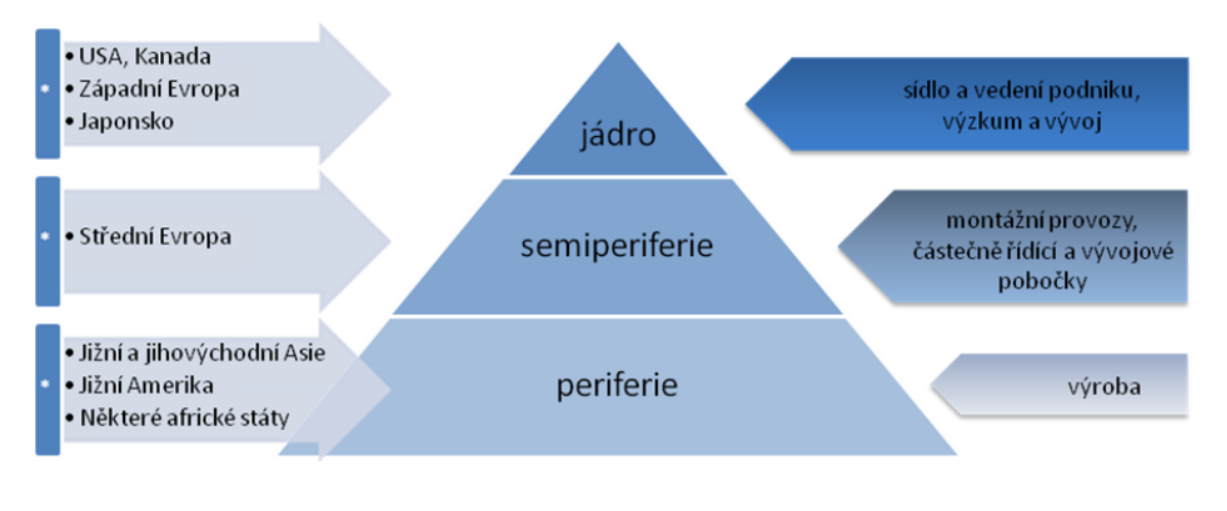 • USA, Kanada
• Západní Evropa
• Japonsko
jádro
sídlo a vedení podniku,
výzkum a vývoj
• Střední Evropa
semiperiferie
montážní provozy,
částečně řídící a vývojové
pobočky
• Jižní a jihovýchodní Asie
• Jižní Amerika
• Některé africké státy
periferie
výroba